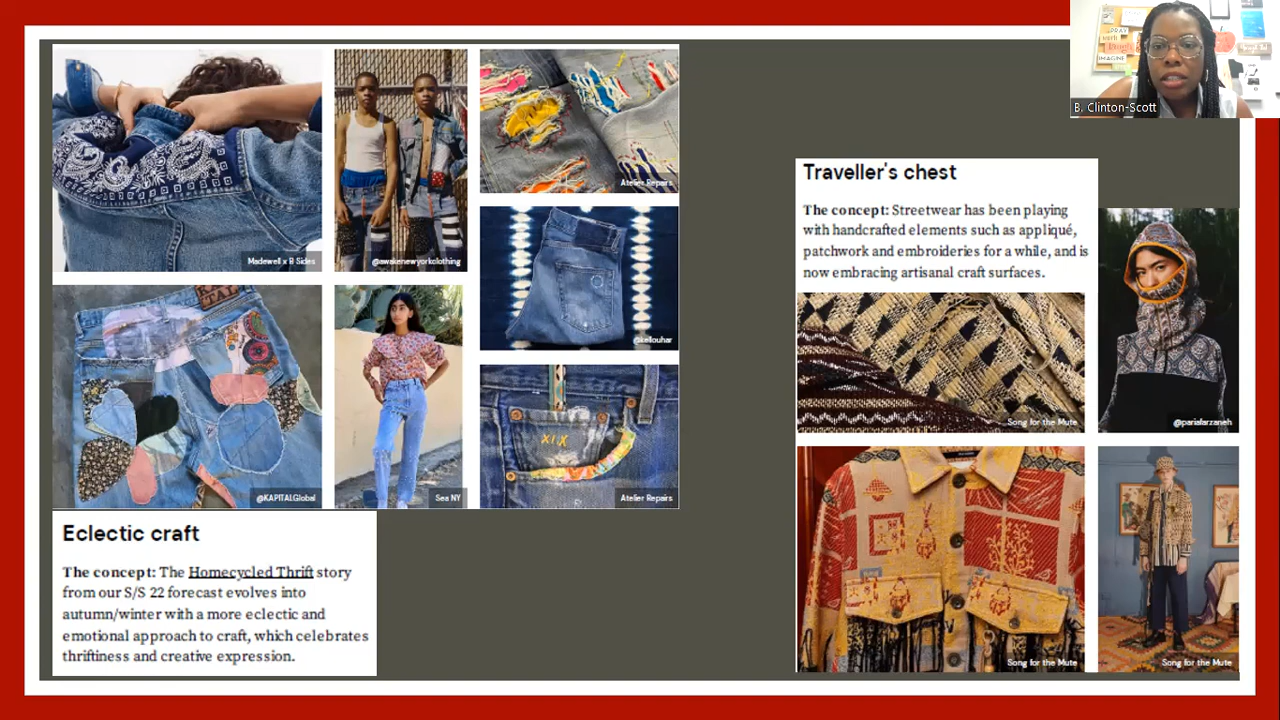 Madewell x B Sides
@awakenewyorkclothing
Atelier Repairs
@kellouhar
@KAPITALGlobal
Sea NY
XIX
Atelier Repairs
Eclectic craft
The concept: The Homecycled Thrift story
from our S/S 22 forecast evolves into
autumn/winter with a more eclectic and
emotional approach to craft, which celebrates
thriftiness and creative expression.
Traveller's chest
The concept: Streetwear has been playing
with handcrafted elements such as appliqué,
patchwork and embroideries for a while, and is
now embracing artisanal craft surfaces.
Song for the Mute
@pariafarzaneh
Song for the Mute
Song for the Mute
IMAGINE
B. Clinton-Scott